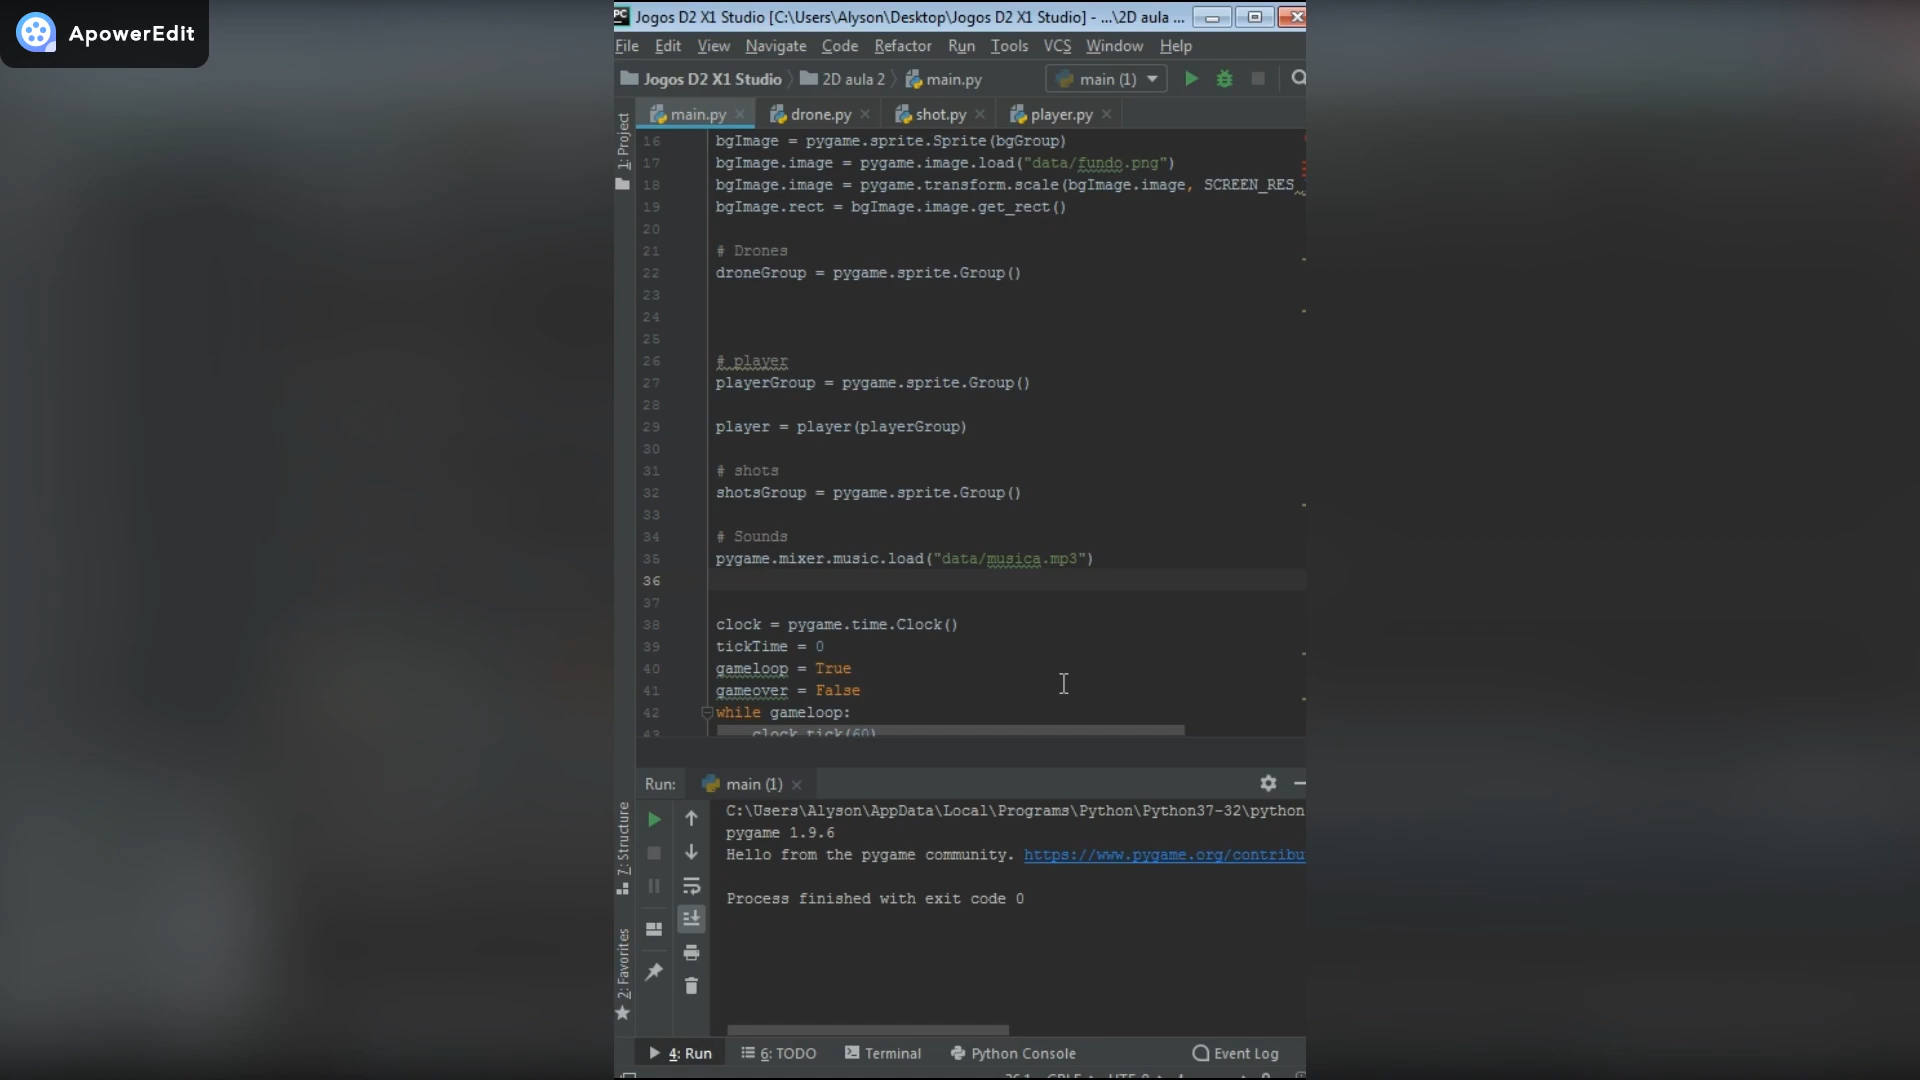 ApowerEdit
Jogos D2 X1 Studio [C:\Users\Alyson\Desktop\Jogos D2 X1 Studio] - ...\2D aula ...
File Edit View Navigate Code Refactor Run Tools VCS Window Help
Jogos D2 X1 Studio 2D aula 2 main.py main (1)
main.py drone.py shot.py player.py
1: Project
16 bgImage = pygame.sprite.Sprite(bgGroup)
17 bgImage.image = pygame.image.load("data/fundo.png")
18 bgImage.image = pygame.transform.scale(bgImage.image, SCREEN_RES
19 bgImage.rect = bgImage.image.get_rect()
20
21 # Drones
22 droneGroup = pygame.sprite.Group()
23
24
25
26 # player
27 playerGroup = pygame.sprite.Group()
28
29 player = player(playerGroup)
30
31 # shots
32 shotsGroup = pygame.sprite.Group()
33
34 # Sounds
35 pygame.mixer.music.load("data/musica.mp3")
36
37
38 clock = pygame.time.Clock()
39 tickTime = 0
40 gameloop = True
41 gameover = False
42 while gameloop:
43 clock.tick(60)
Run: main (1)
7: Structure
2: Favorites
C:\Users\Alyson\AppData\Local\Programs\Python\Python37-32\python
pygame 1.9.6
Hello from the pygame community. https://www.pygame.org/contribu
Process finished with exit code 0
4: Run 6: TODO Terminal Python Console Event Log